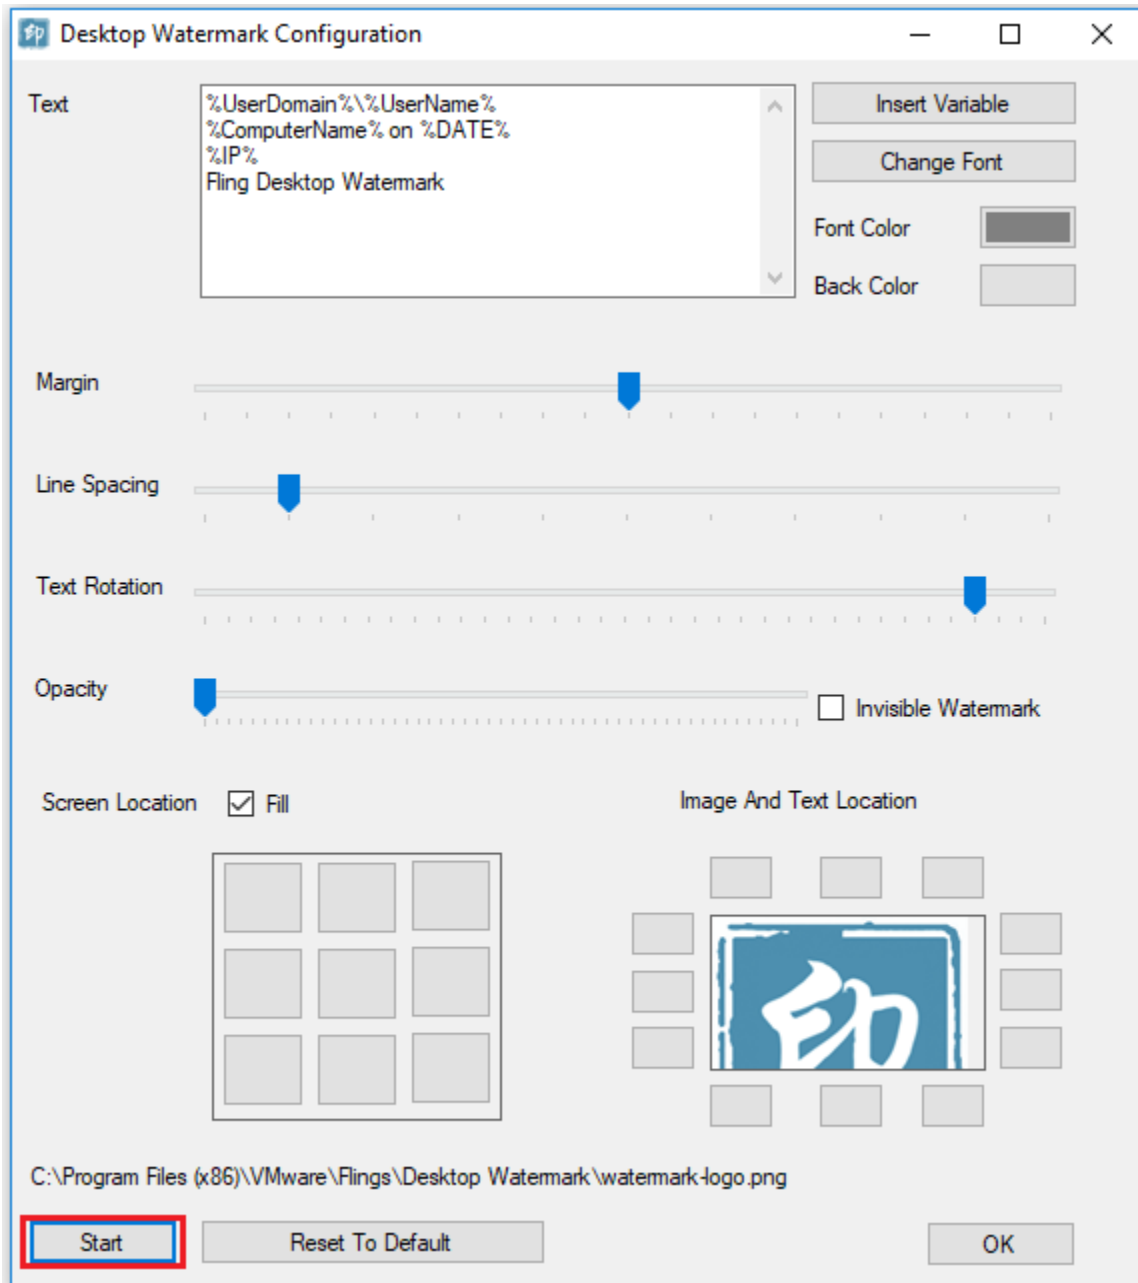 印 Desktop Watermark Configuration
Text
%UserDomain%\%UserName%
%ComputerName% on %DATE%
%IP%
Fling Desktop Watermark
Insert Variable
Change Font
Font Color
Back Color
Margin
Line Spacing
Text Rotation
Opacity
Invisible Watermark
Screen Location
Fill
Image And Text Location
印
C:\Program Files (x86)\VMware\Flings\Desktop Watermark\watermark-logo.png
Start
Reset To Default
OK